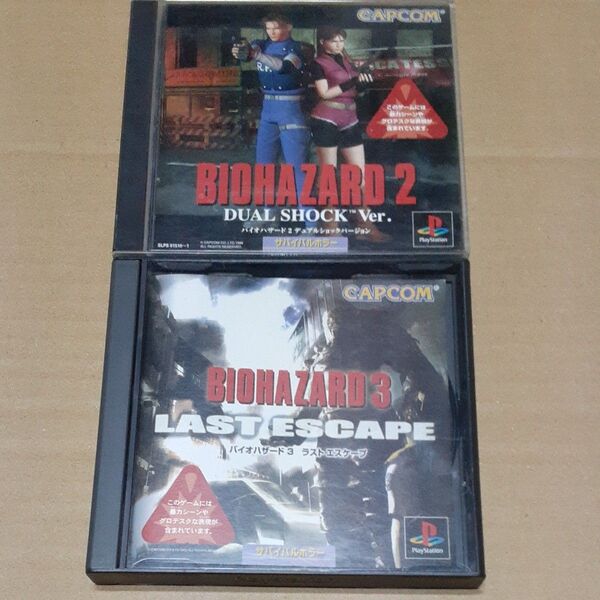 CAPCOM
このゲームには
暴力シーンや
グロテスクな表現が
含まれています。
BIOHAZARD 2
DUAL SHOCK™ Ver.
バイオハザード2 デュアルショックバージョン
PlayStation
サバイバルホラー
CAPCOM
BIOHAZARD 3
LAST ESCAPE
バイオハザード3 ラストエスケープ
このゲームには
暴力シーンや
グロテスクな表現が
含まれています。
PlayStation
サバイバルホラー